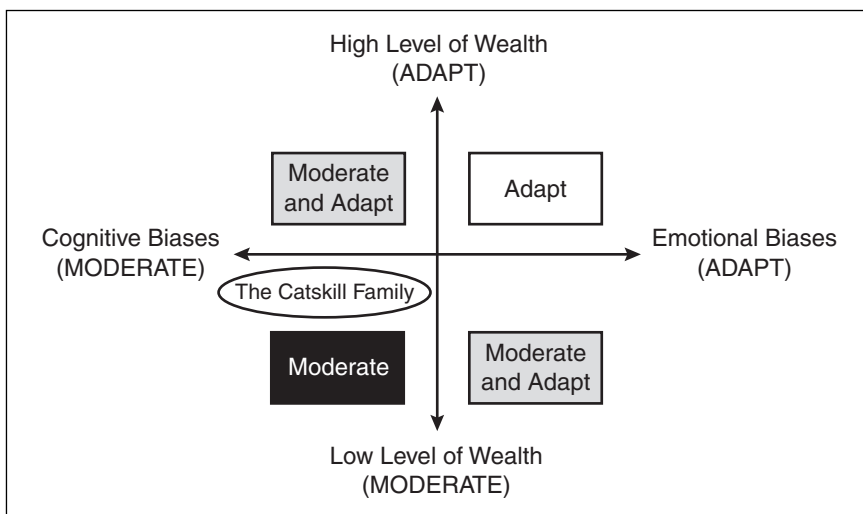 High Level of Wealth
(ADAPT)
Moderate
and Adapt
Adapt
Cognitive Biases
(MODERATE)
Emotional Biases
(ADAPT)
The Catskill Family
Moderate
Moderate
and Adapt
Low Level of Wealth
(MODERATE)